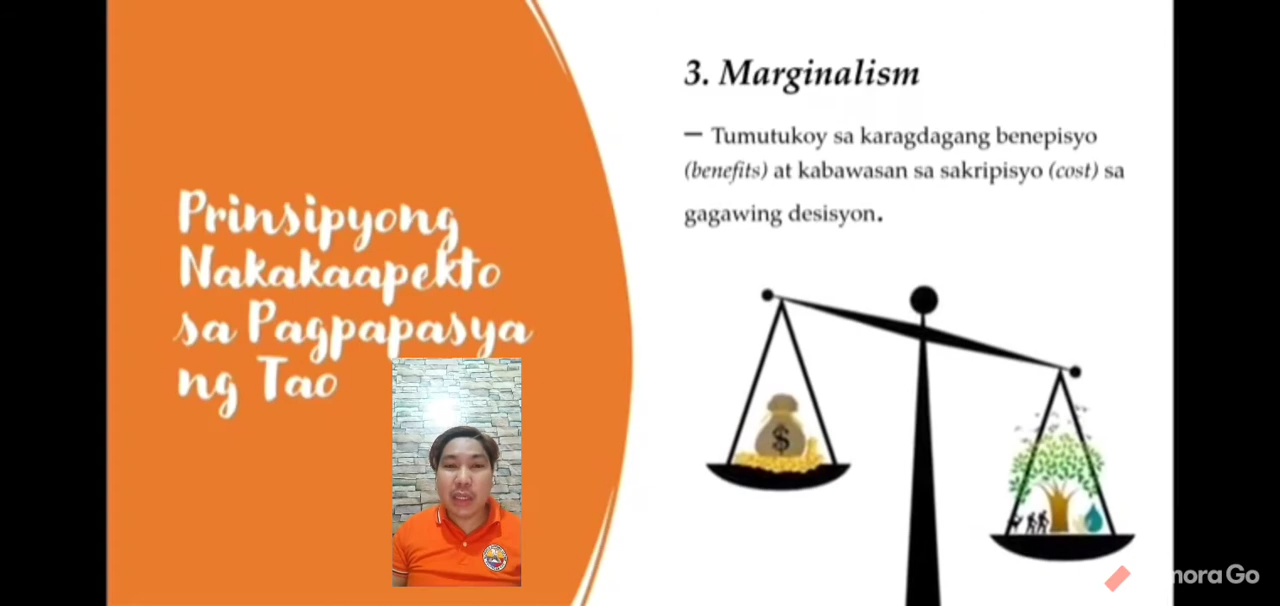 Prinsipyong
Nakakaapekto
sa Pagpapasya
ng Tao
3. Marginalism
— Tumutukoy sa karagdagang benepisyo
(benefits) at kabawasan sa sakripisyo (cost) sa
gagawing desisyon.
$
Go